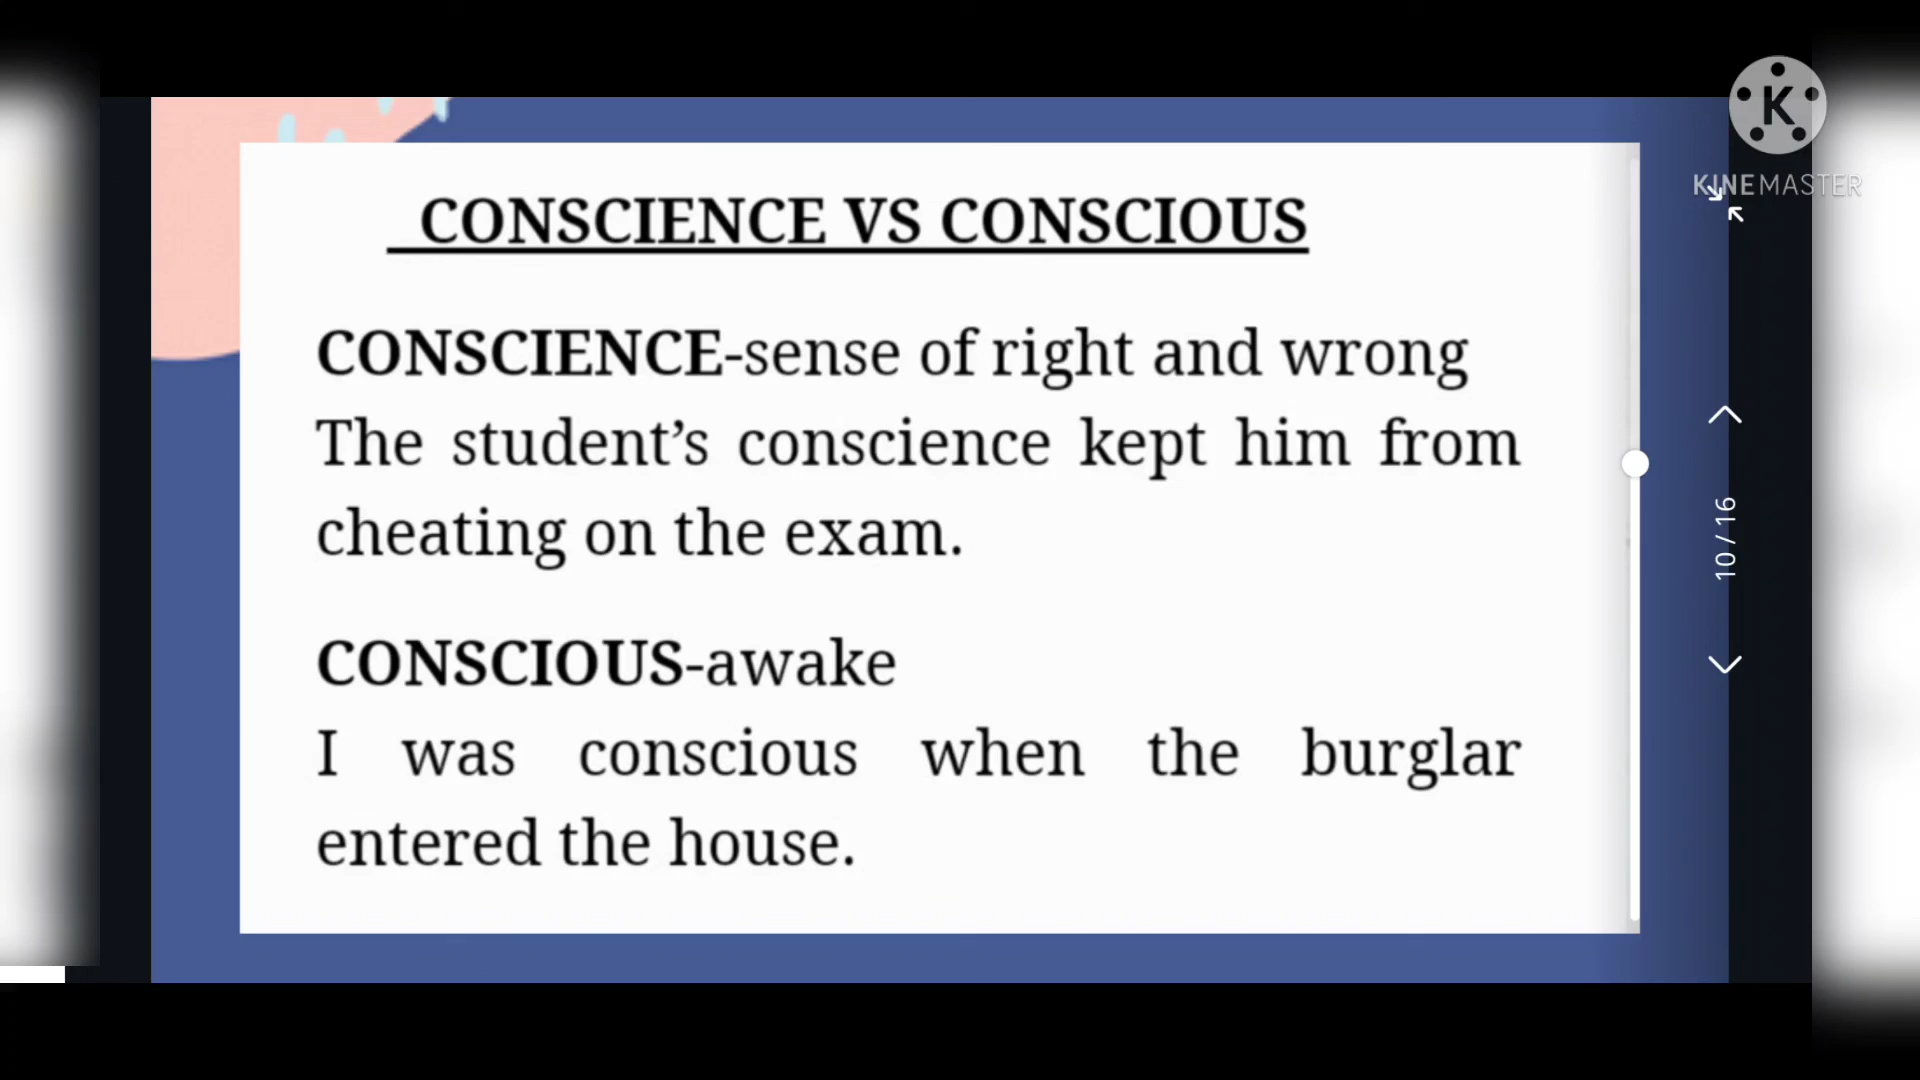 K
KINEMASTER
CONSCIENCE VS CONSCIOUS
CONSCIENCE-sense of right and wrong
The student’s conscience kept him from
cheating on the exam.
CONSCIOUS-awake
I was conscious when the burglar
entered the house.
10 / 16